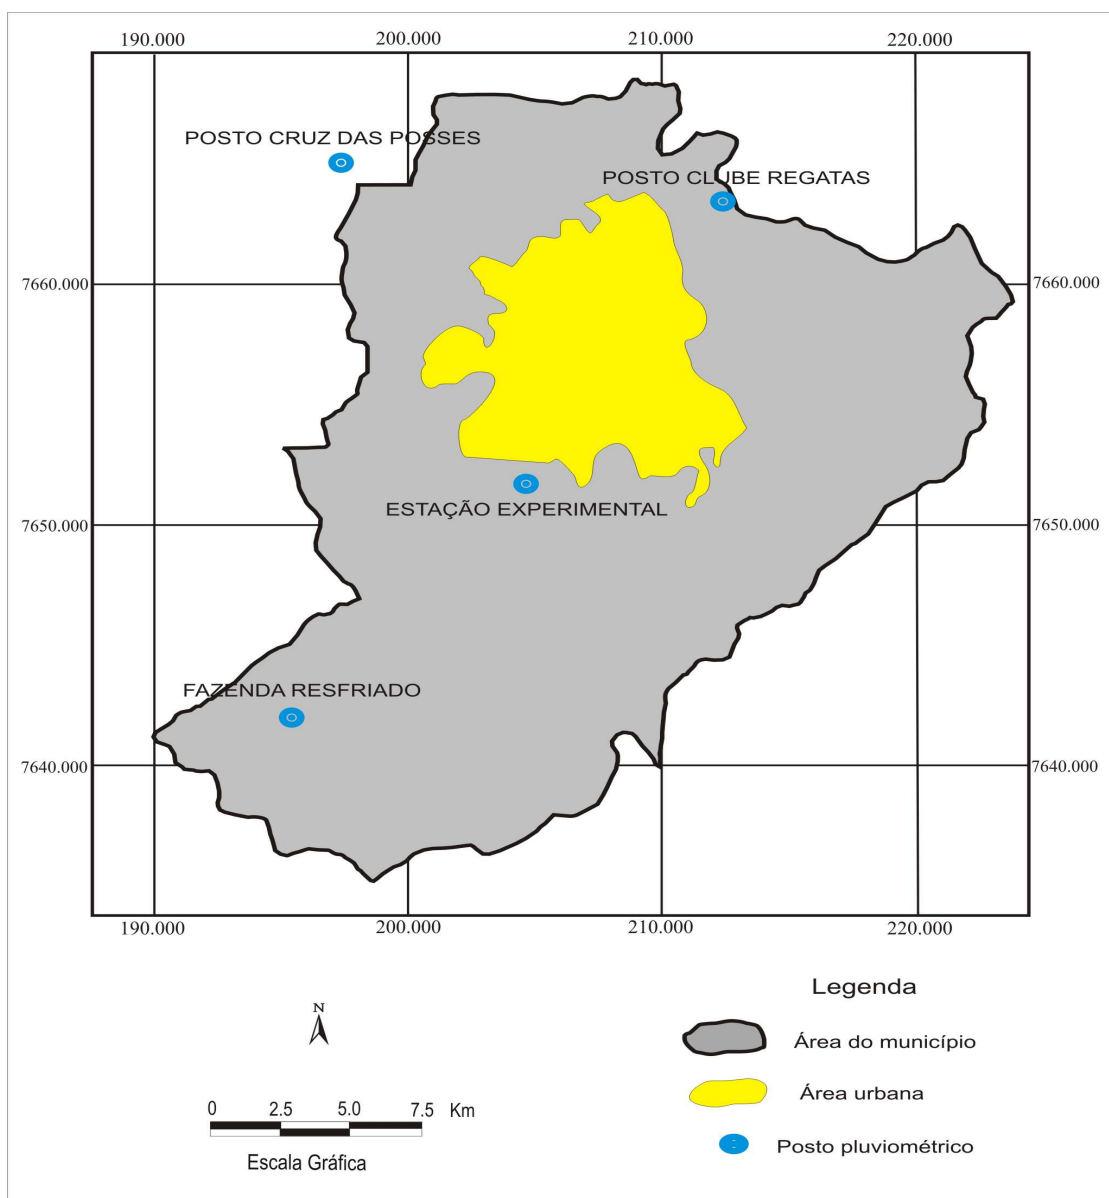 190.000
200.000
210.000
220.000
POSTO CRUZ DAS POSSES
POSTO CLUBE REGATAS
7660.000
7660.000
ESTAÇÃO EXPERIMENTAL
7650.000
7650.000
FAZENDA RESFRIADO
7640.000
7640.000
190.000
200.000
210.000
220.000
Legenda
N
Área do município
Área urbana
0 2.5 5.0 7.5 Km
Posto pluviométrico
Escala Gráfica